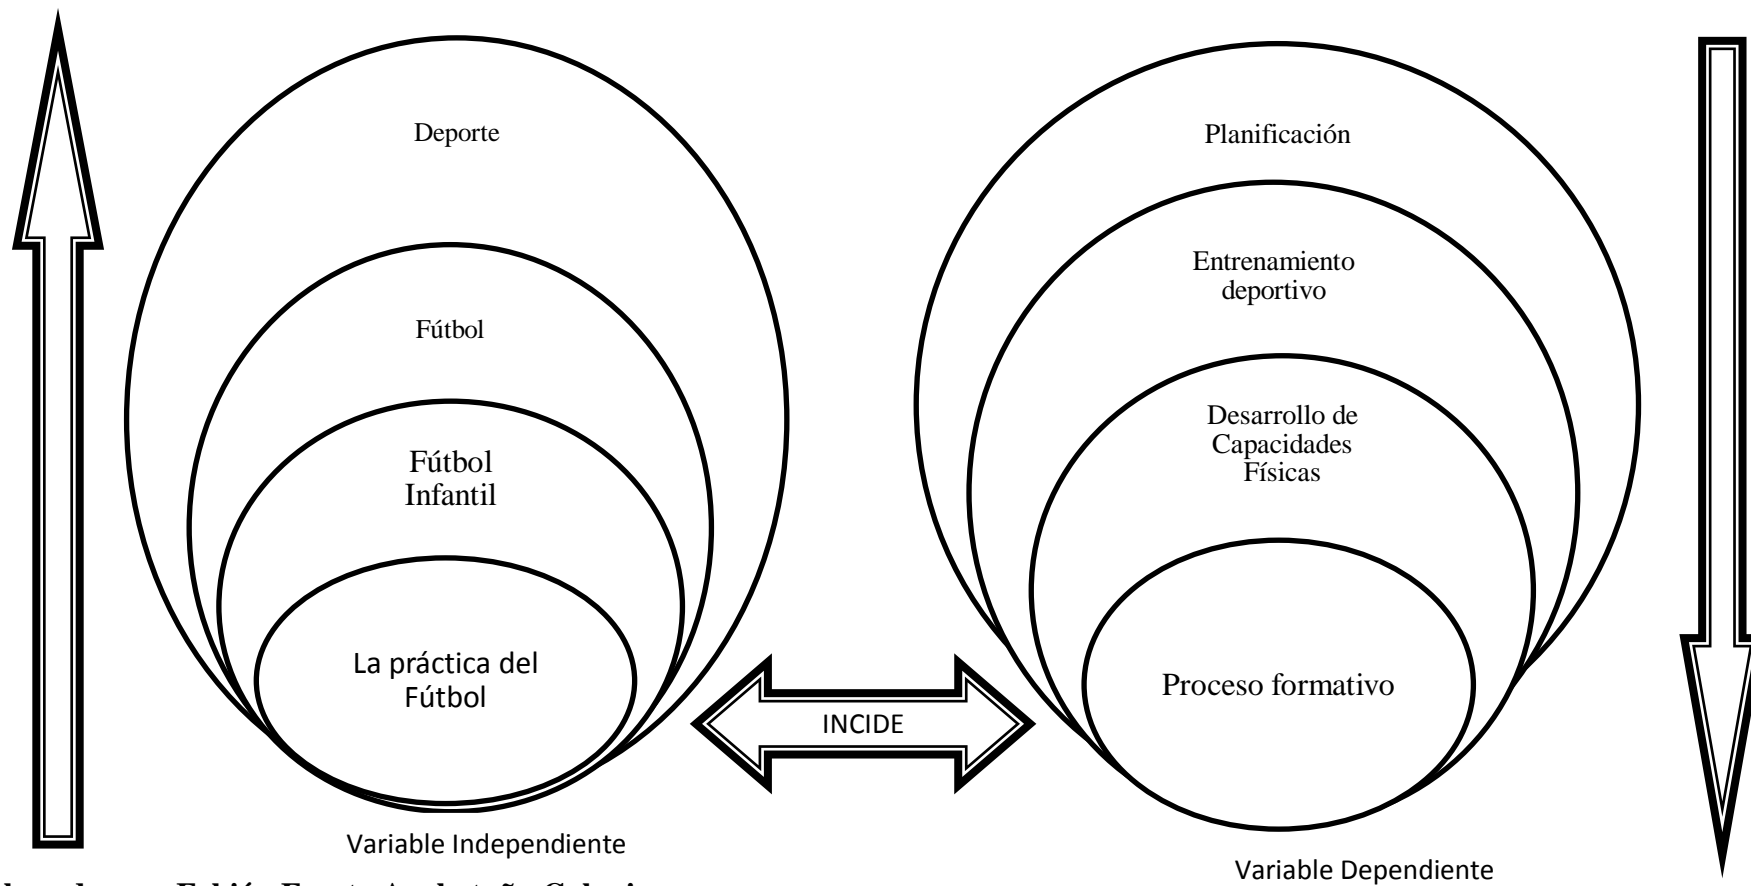 Deporte
Fútbol
Fútbol
Infantil
La práctica del
Fútbol
Variable Independiente
INCIDE
Planificación
Entrenamiento
deportivo
Desarrollo de
Capacidades
Físicas
Proceso formativo
Variable Dependiente